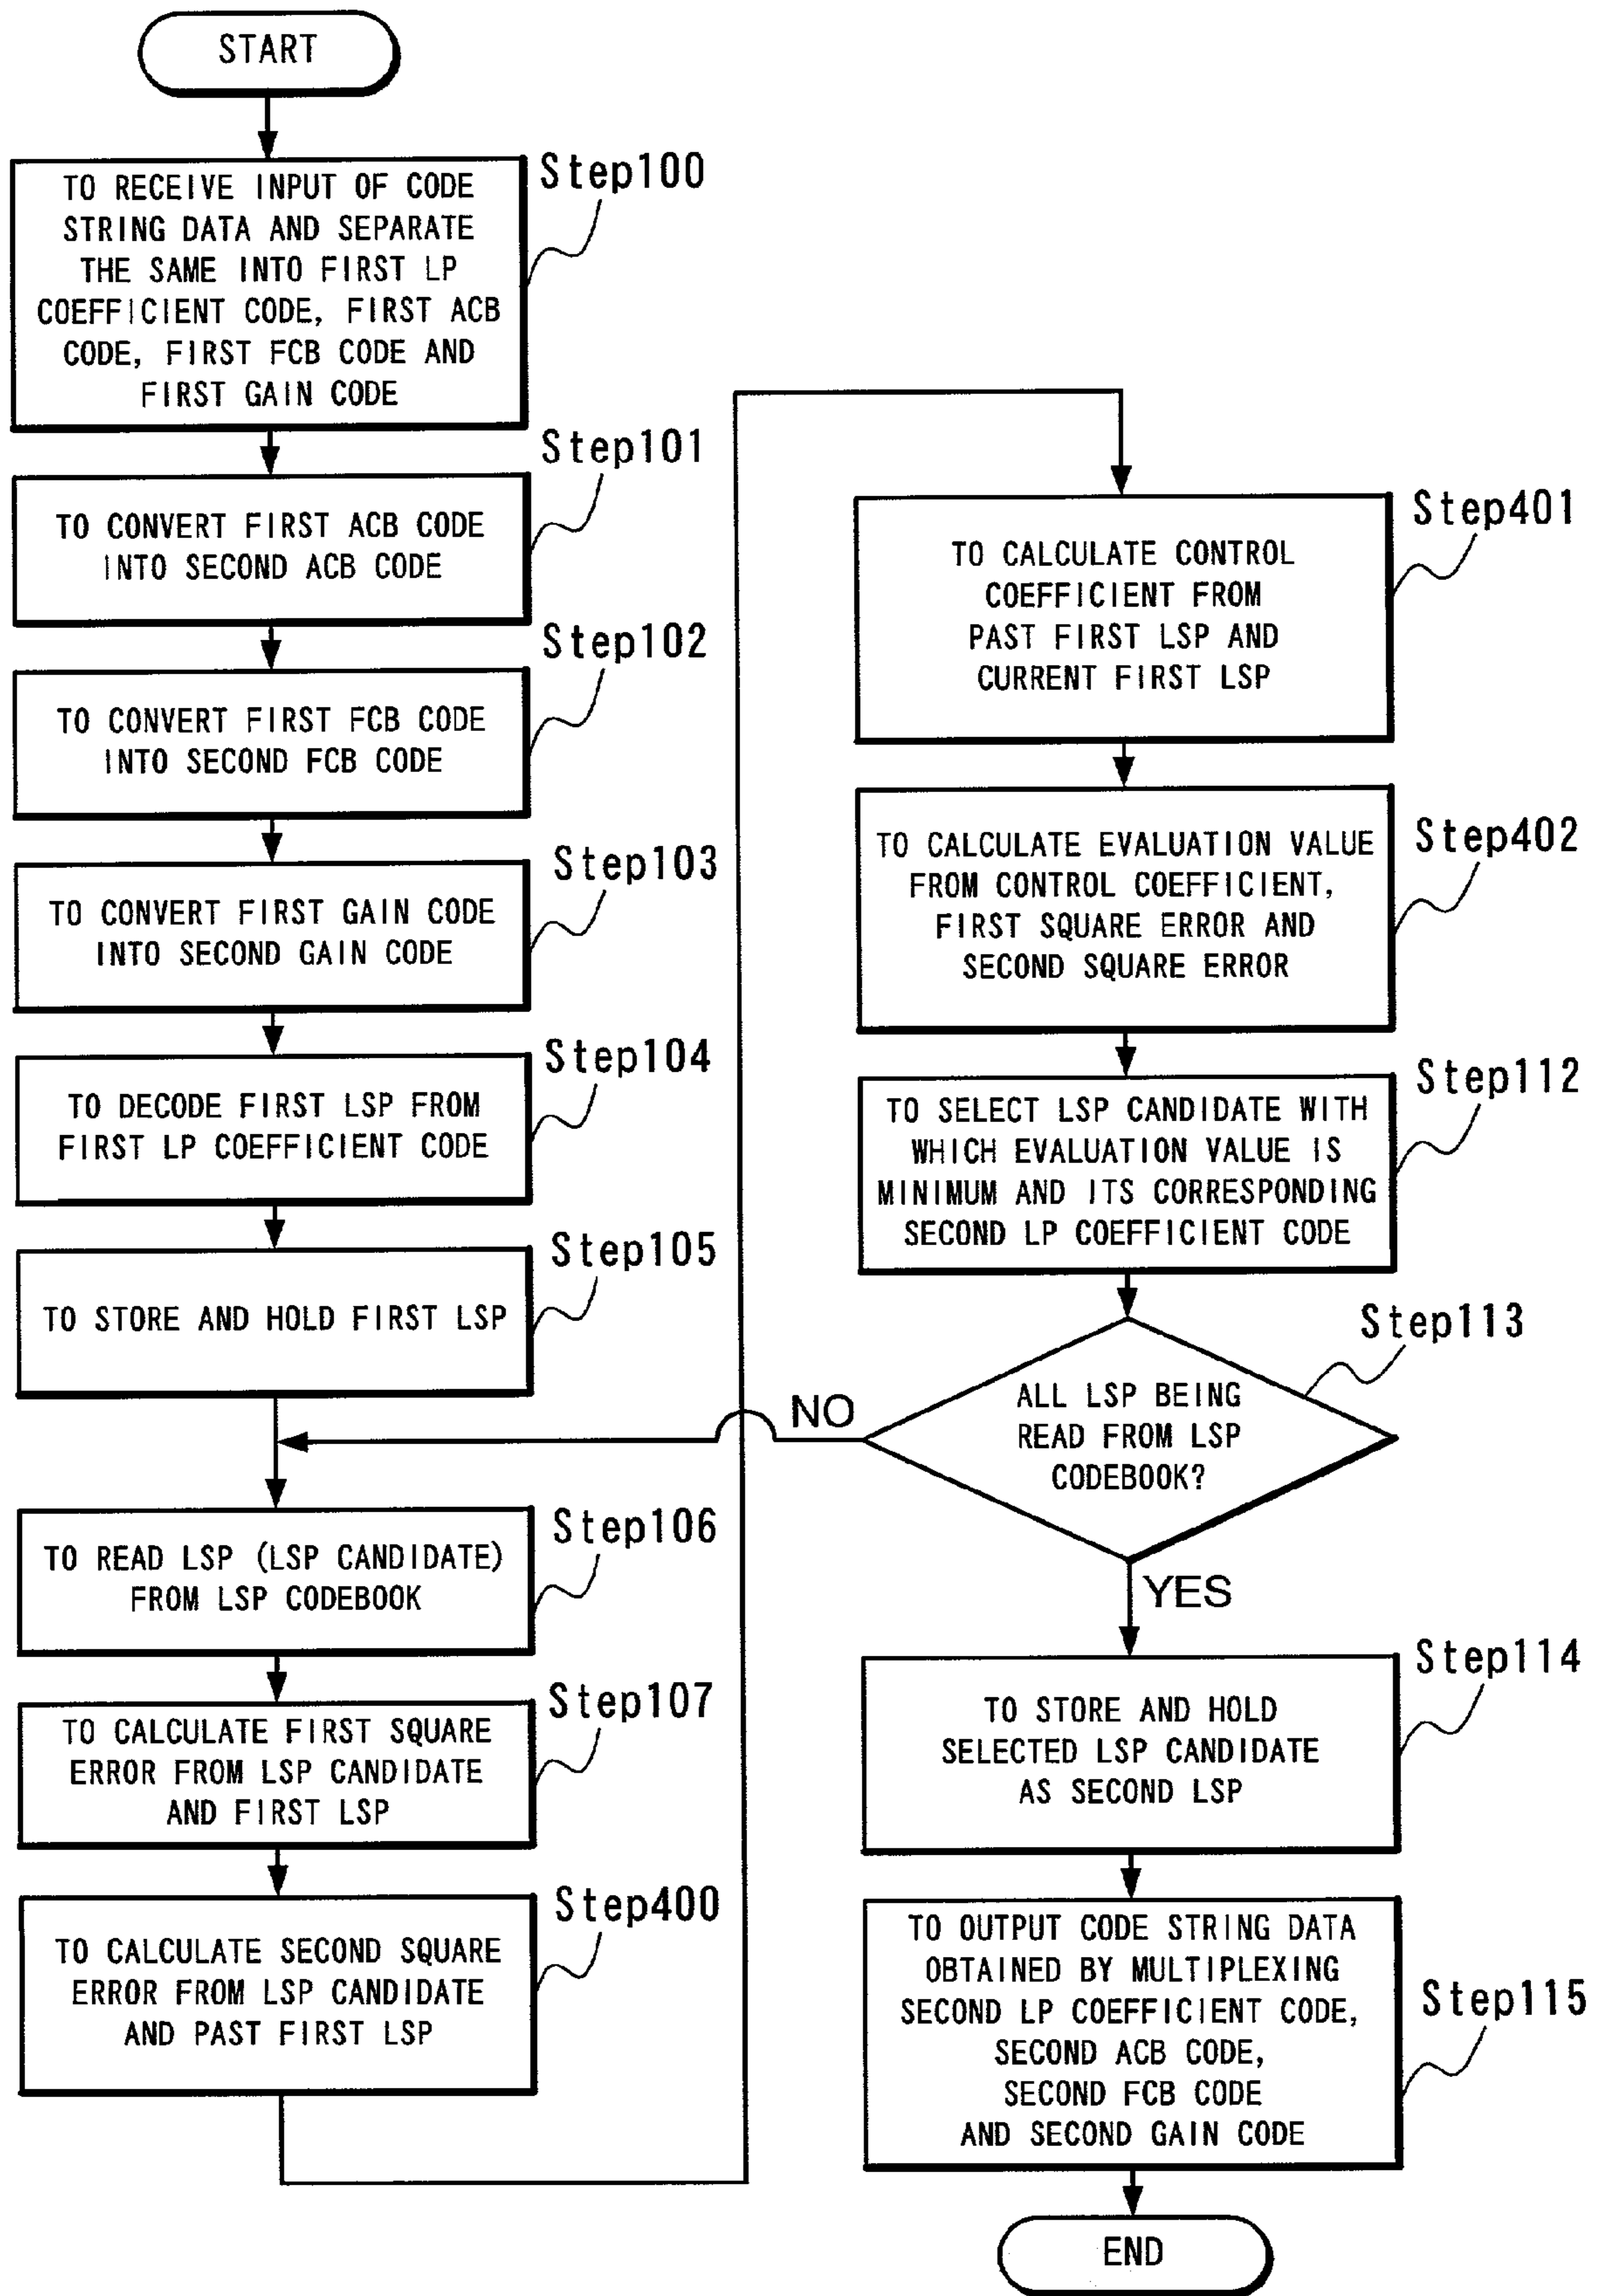 START
Step100
TO RECEIVE INPUT OF CODE
STRING DATA AND SEPARATE
THE SAME INTO FIRST LP
COEFFICIENT CODE, FIRST ACB
CODE, FIRST FCB CODE AND
FIRST GAIN CODE
Step101
TO CONVERT FIRST ACB CODE
INTO SECOND ACB CODE
Step102
TO CONVERT FIRST FCB CODE
INTO SECOND FCB CODE
Step103
TO CONVERT FIRST GAIN CODE
INTO SECOND GAIN CODE
Step104
TO DECODE FIRST LSP FROM
FIRST LP COEFFICIENT CODE
Step105
TO STORE AND HOLD FIRST LSP
Step106
TO READ LSP (LSP CANDIDATE)
FROM LSP CODEBOOK
Step107
TO CALCULATE FIRST SQUARE
ERROR FROM LSP CANDIDATE
AND FIRST LSP
Step400
TO CALCULATE SECOND SQUARE
ERROR FROM LSP CANDIDATE
AND PAST FIRST LSP
Step401
TO CALCULATE CONTROL
COEFFICIENT FROM
PAST FIRST LSP AND
CURRENT FIRST LSP
Step402
TO CALCULATE EVALUATION VALUE
FROM CONTROL COEFFICIENT,
FIRST SQUARE ERROR AND
SECOND SQUARE ERROR
Step112
TO SELECT LSP CANDIDATE WITH
WHICH EVALUATION VALUE IS
MINIMUM AND ITS CORRESPONDING
SECOND LP COEFFICIENT CODE
Step113
ALL LSP BEING
READ FROM LSP
CODEBOOK?
NO
YES
Step114
TO STORE AND HOLD
SELECTED LSP CANDIDATE
AS SECOND LSP
Step115
TO OUTPUT CODE STRING DATA
OBTAINED BY MULTIPLEXING
SECOND LP COEFFICIENT CODE,
SECOND ACB CODE,
SECOND FCB CODE
AND SECOND GAIN CODE
END